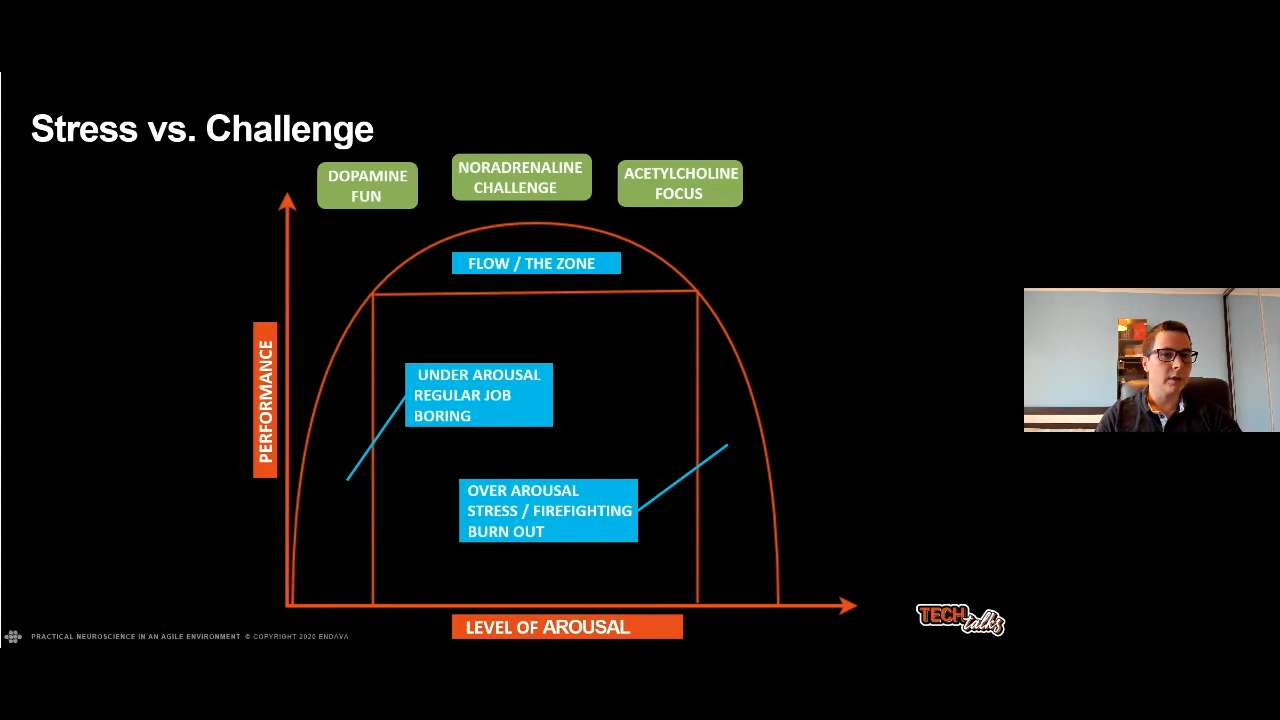 Stress vs. Challenge
DOPAMINE
FUN
NORADRENALINE
CHALLENGE
ACETYLCHOLINE
FOCUS
FLOW / THE ZONE
PERFORMANCE
UNDER AROUSAL
REGULAR JOB
BORING
OVER AROUSAL
STRESS / FIREFIGHTING
BURN OUT
LEVEL OF AROUSAL
PRACTICAL NEUROSCIENCE IN AN AGILE ENVIRONMENT © COPYRIGHT 2020 ENDAVA
TECH
talks